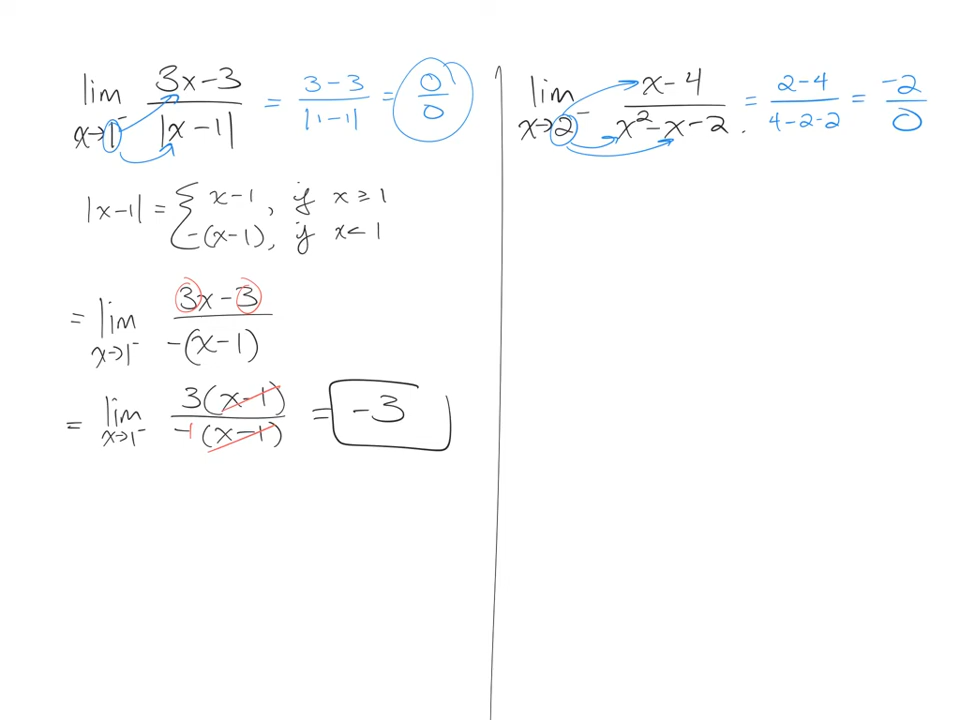 lim x→1⁻ (3x-3)/|x-1| = (3-3)/|1-1| = 0/0
|x-1| = { x-1, if x≥1
-(x-1), if x<1
= lim x→1⁻ (3x-3)/(-(x-1))
= lim x→1⁻ 3(x-1)/(-1(x-1)) = -3
lim x→2⁻ (x-4)/(x²-x-2) = (2-4)/(4-2-2) = -2/0